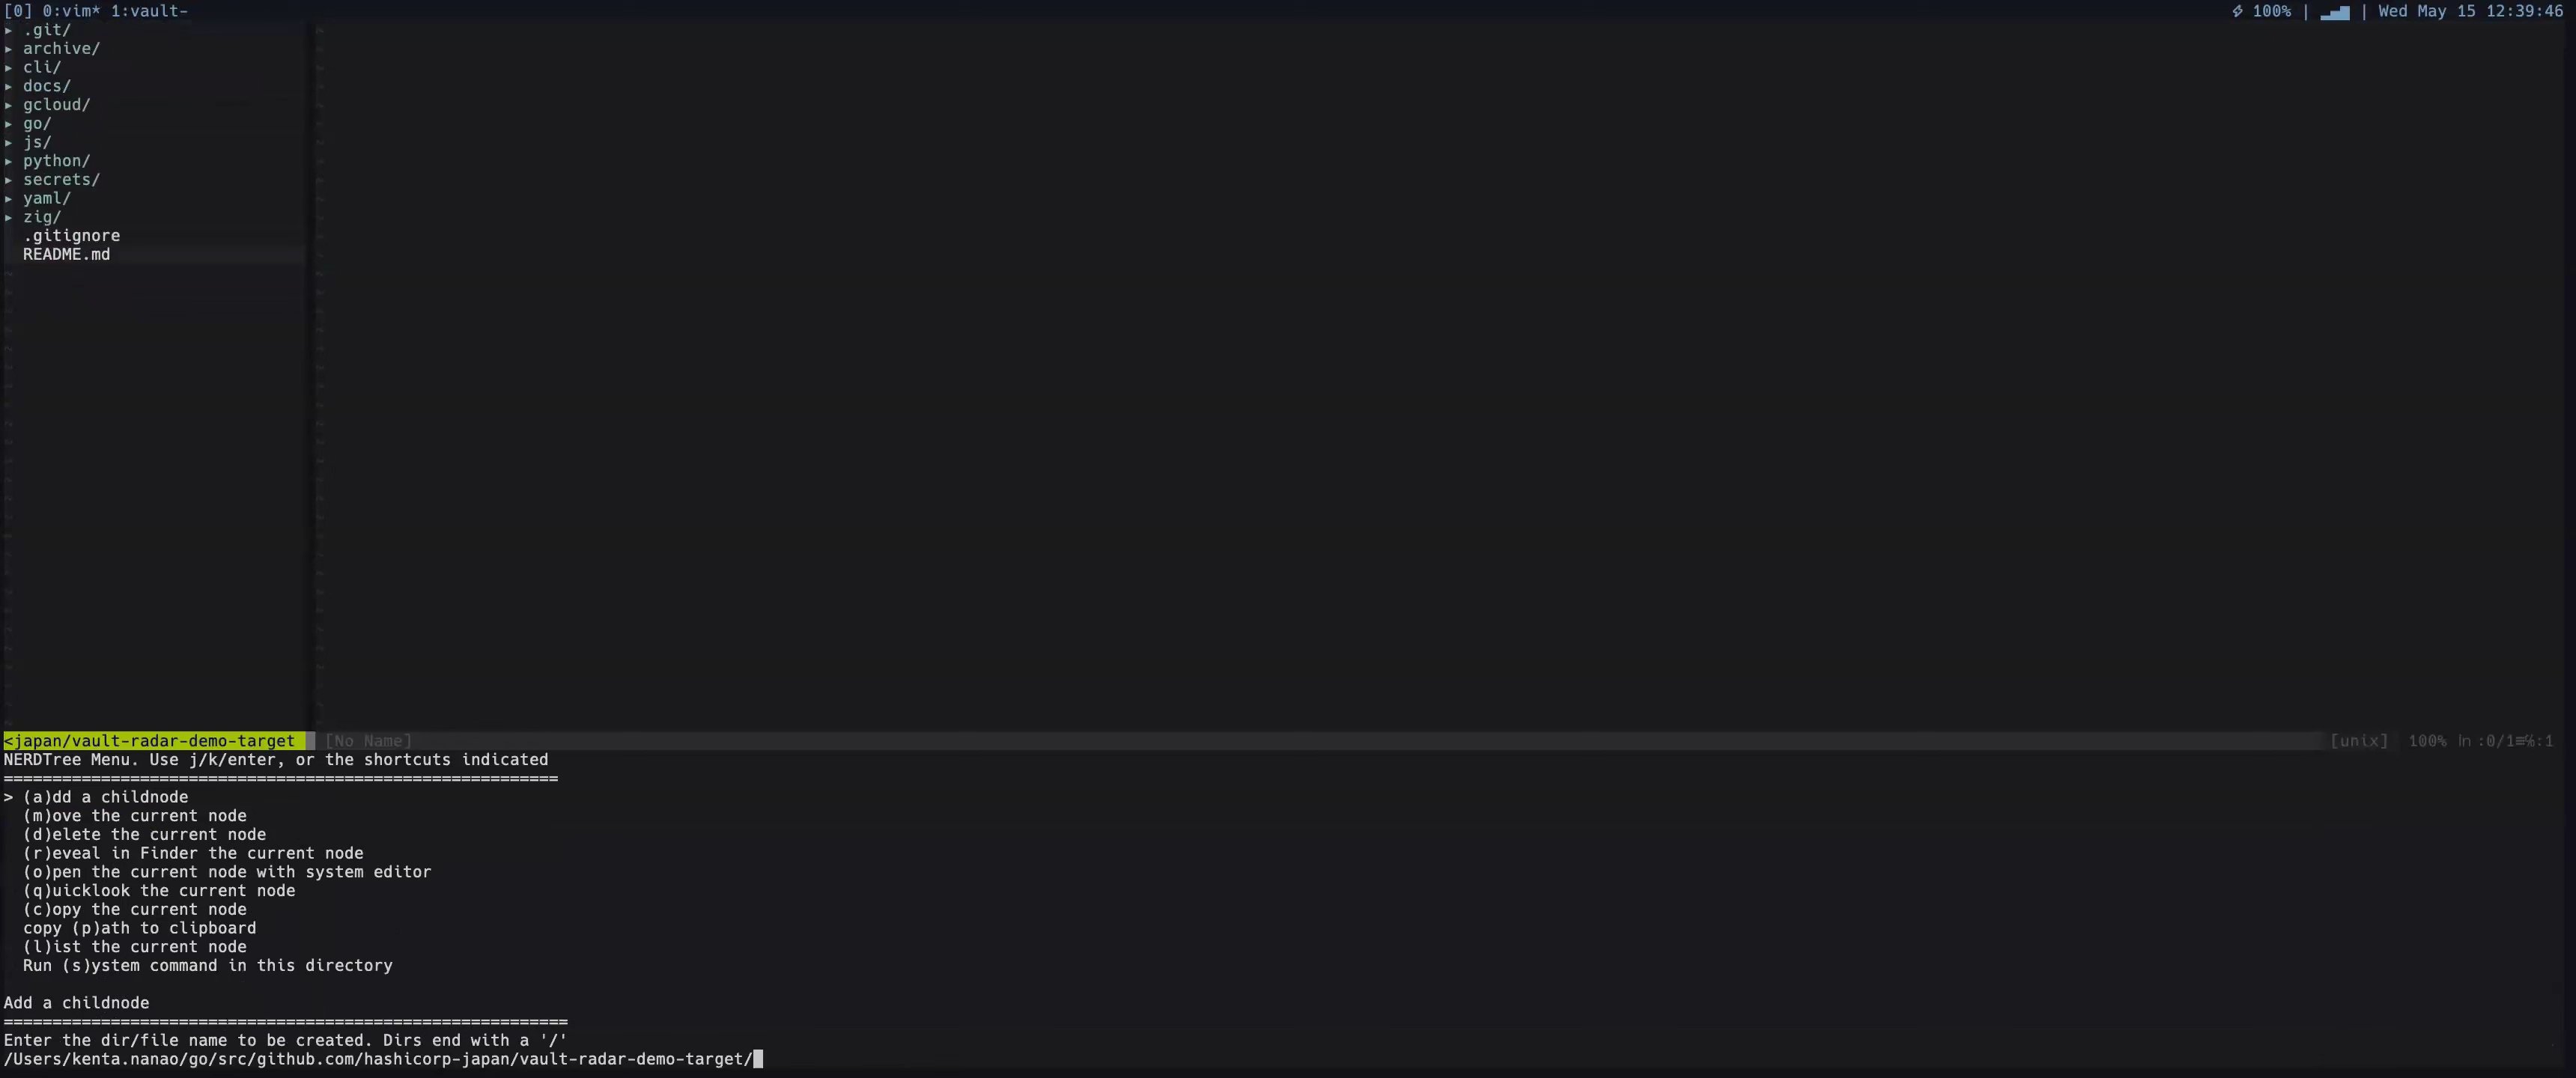 [0] 0:vim* 1:vault-
⚡ 100% | ▂▄▆ | Wed May 15 12:39:46
▸ .git/
▸ archive/
▸ cli/
▸ docs/
▸ gcloud/
▸ go/
▸ js/
▸ python/
▸ secrets/
▸ yaml/
▸ zig/
.gitignore
README.md
<japan/vault-radar-demo-target [No Name] [unix] 100% ln :0/1≡℅:1
NERDTree Menu. Use j/k/enter, or the shortcuts indicated
=========================================================
> (a)dd a childnode
(m)ove the current node
(d)elete the current node
(r)eveal in Finder the current node
(o)pen the current node with system editor
(q)uicklook the current node
(c)opy the current node
copy (p)ath to clipboard
(l)ist the current node
Run (s)ystem command in this directory
Add a childnode
==========================================================
Enter the dir/file name to be created. Dirs end with a '/'
/Users/kenta.nanao/go/src/github.com/hashicorp-japan/vault-radar-demo-target/